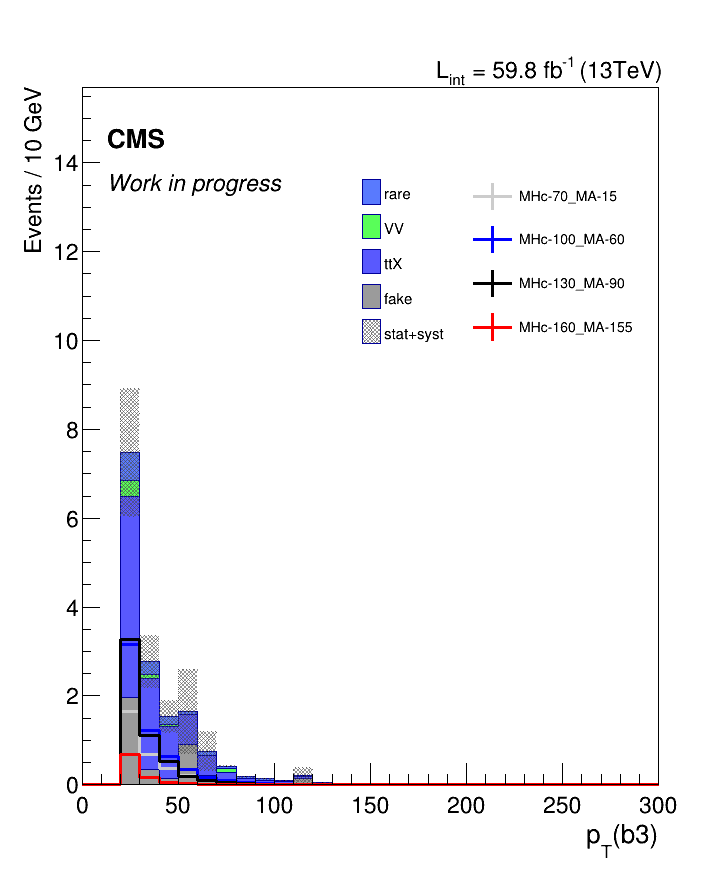 L_int = 59.8 fb^-1 (13TeV)
Events / 10 GeV
CMS
Work in progress
rare
VV
ttX
fake
stat+syst
MHc-70_MA-15
MHc-100_MA-60
MHc-130_MA-90
MHc-160_MA-155
14
12
10
8
6
4
2
0
0 50 100 150 200 250 300
p_T(b3)